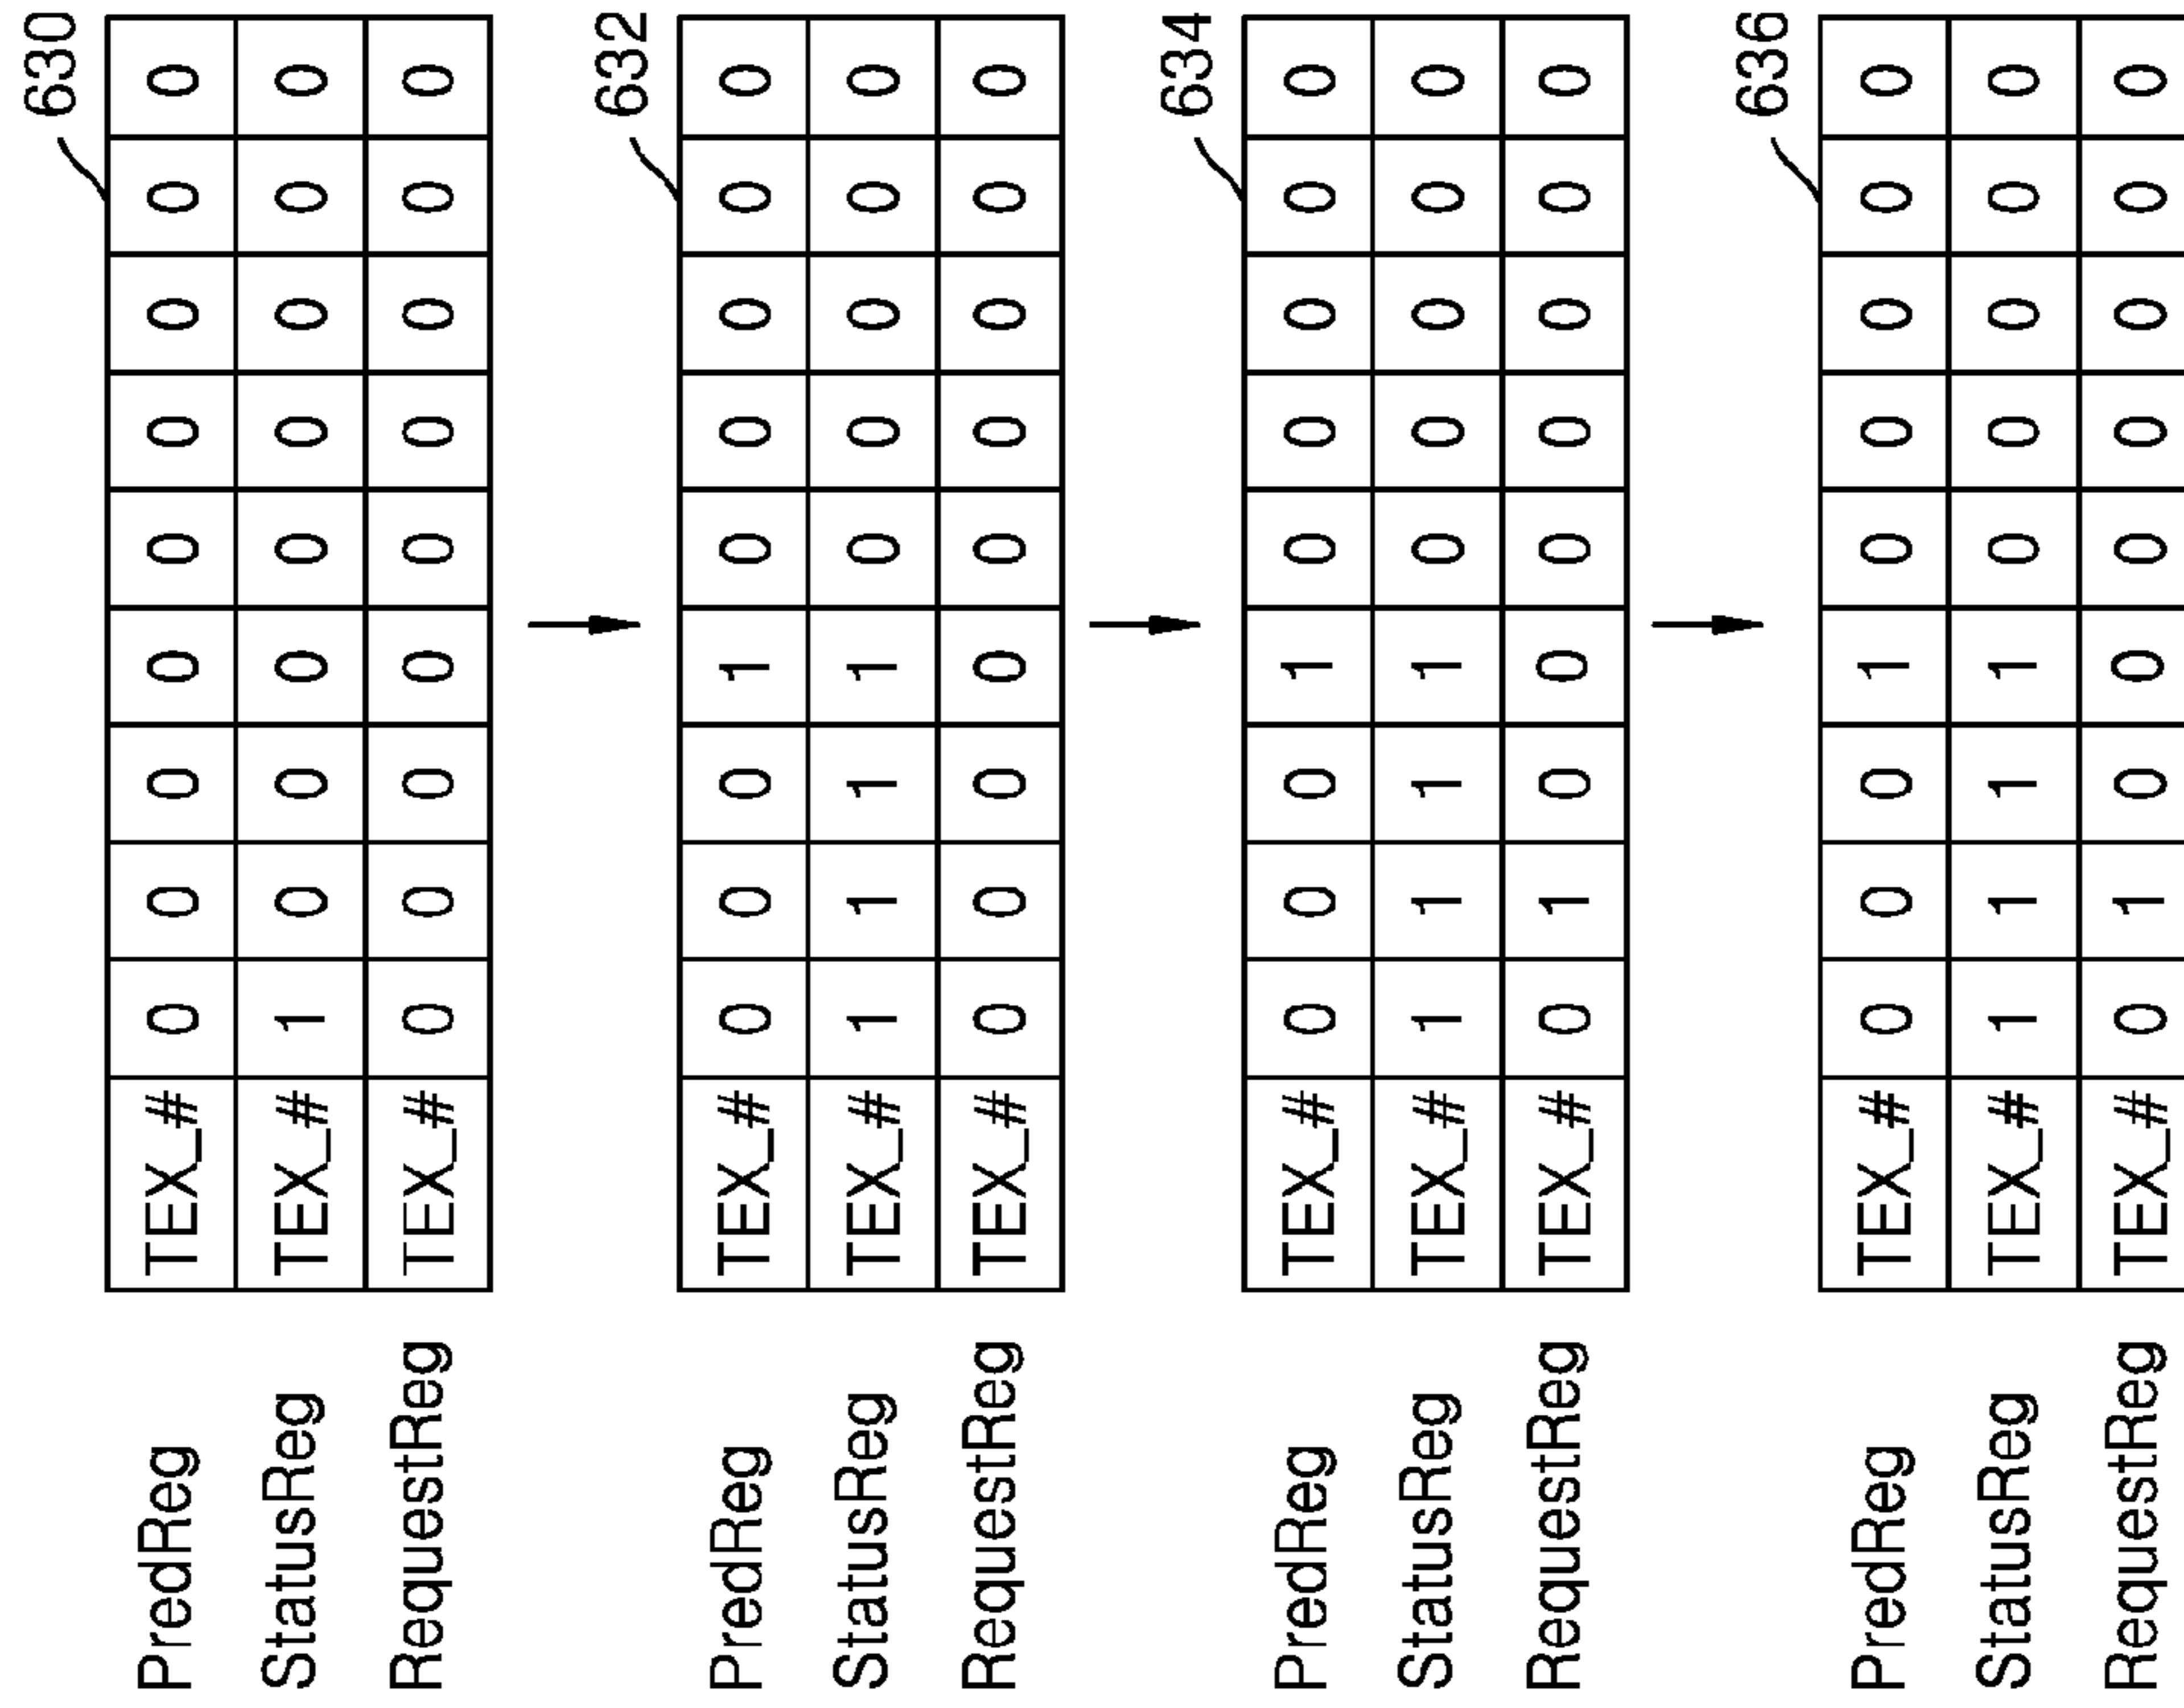 630
PredReg TEX_# 0 0 0 0 0 0 0 0 0
StatusReg TEX_# 1 0 0 0 0 0 0 0 0
RequestReg TEX_# 0 0 0 0 0 0 0 0 0
632
PredReg TEX_# 0 0 0 1 0 0 0 0 0
StatusReg TEX_# 1 1 1 1 0 0 0 0 0
RequestReg TEX_# 0 0 0 0 0 0 0 0 0
634
PredReg TEX_# 0 0 0 1 0 0 0 0 0
StatusReg TEX_# 1 1 1 1 0 0 0 0 0
RequestReg TEX_# 0 1 0 0 0 0 0 0 0
636
PredReg TEX_# 0 0 0 1 0 0 0 0 0
StatusReg TEX_# 1 1 1 1 0 0 0 0 0
RequestReg TEX_# 0 1 0 0 0 0 0 0 0